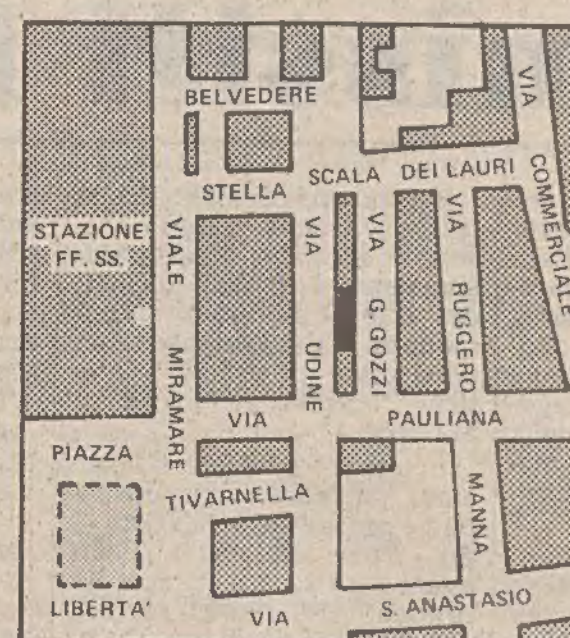 BELVEDERE
VIA COMMERCIALE
SCALA DEI LAURI
STELLA
STAZIONE
FF. SS.
VIALE MIRAMARE
VIA UDINE
VIA G. GOZZI
VIA RUGGERO MANNA
VIA PAULIANA
PIAZZA
LIBERTA'
TIVARNELLA
S. ANASTASIO
VIA